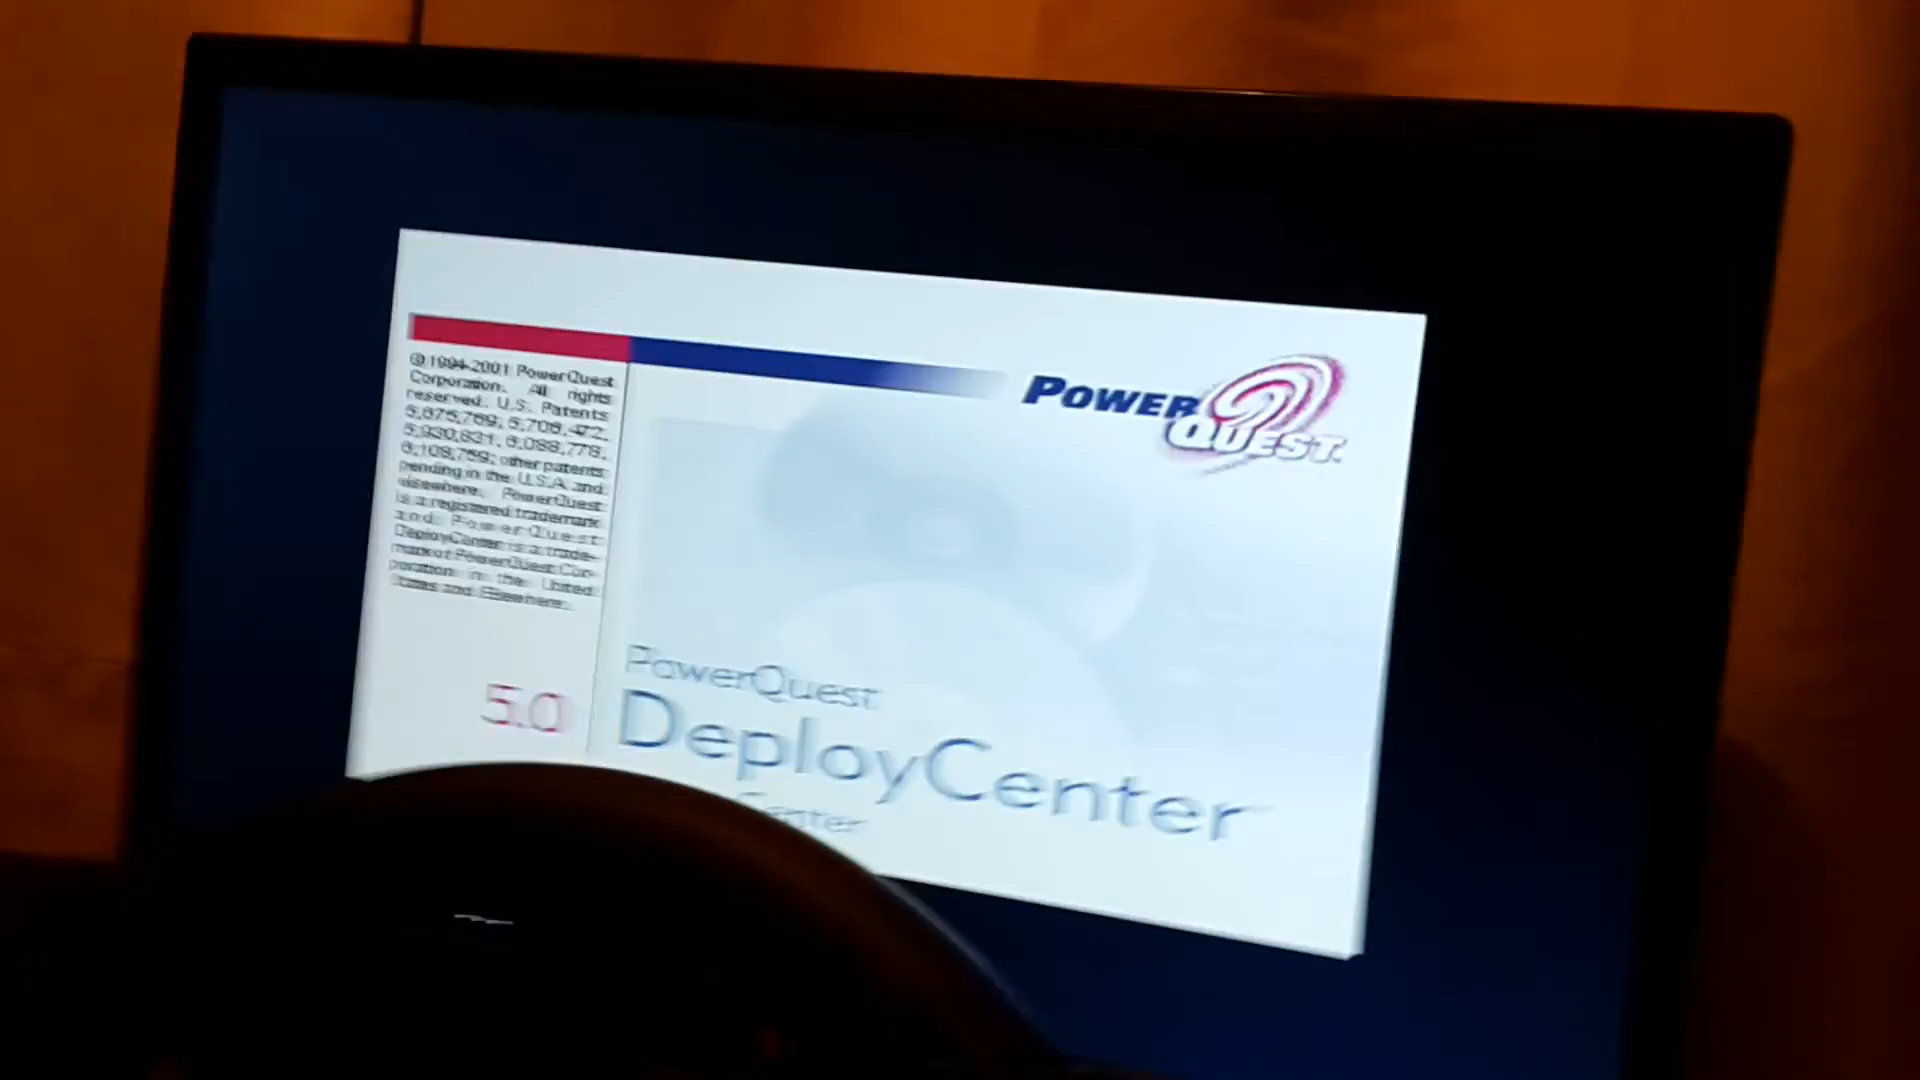 ©1994-2001 PowerQuest
Corporation. All rights
reserved. U.S. Patents
5,675,769; 5,706,472;
5,930,831; 6,088,778;
6,108,759; other patents
pending in the U.S.A. and
elsewhere. PowerQuest
is a registered trademark
and PowerQuest
DeployCenter is a trade-
mark of PowerQuest Cor-
poration in the United
States and Elsewhere.
POWER
QUEST
PowerQuest
5.0
DeployCenter
Center